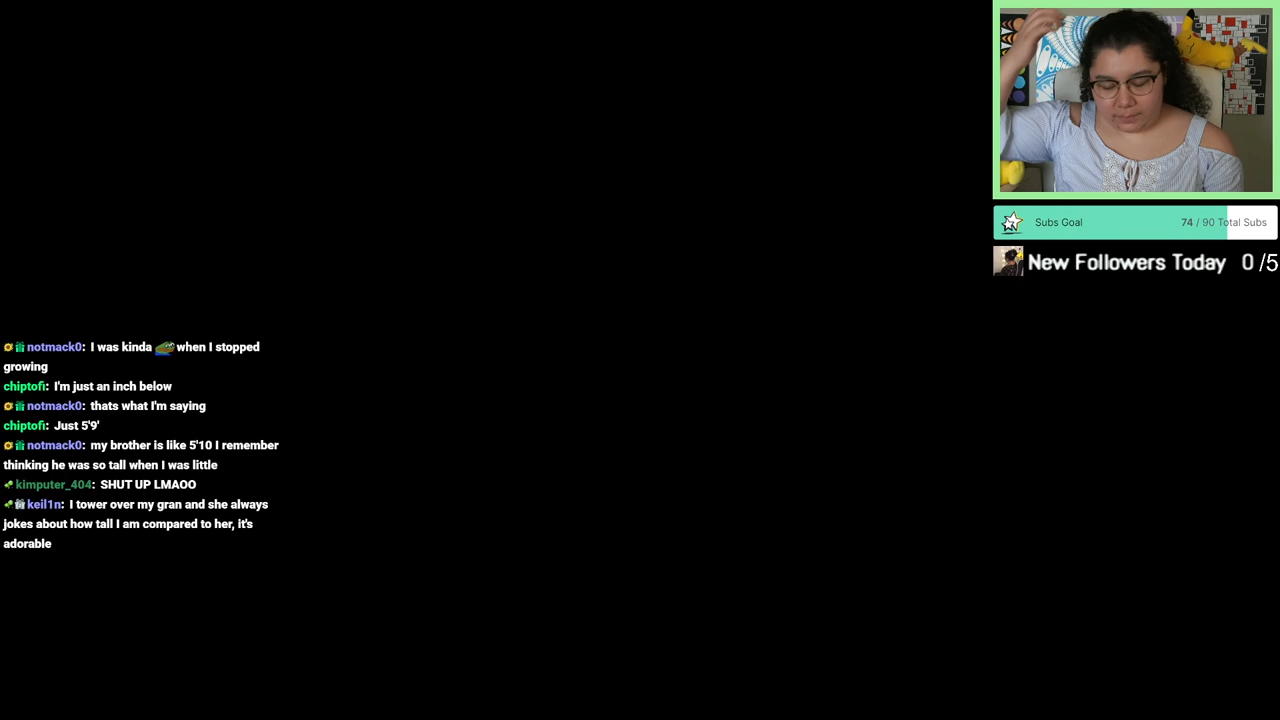 Subs Goal 74 / 90 Total Subs
New Followers Today 0 /5
notmack0: I was kinda when I stopped
growing
chiptofi: I'm just an inch below
notmack0: thats what I'm saying
chiptofi: Just 5'9'
notmack0: my brother is like 5'10 I remember
thinking he was so tall when I was little
kimputer_404: SHUT UP LMAOO
keil1n: I tower over my gran and she always
jokes about how tall I am compared to her, it's
adorable